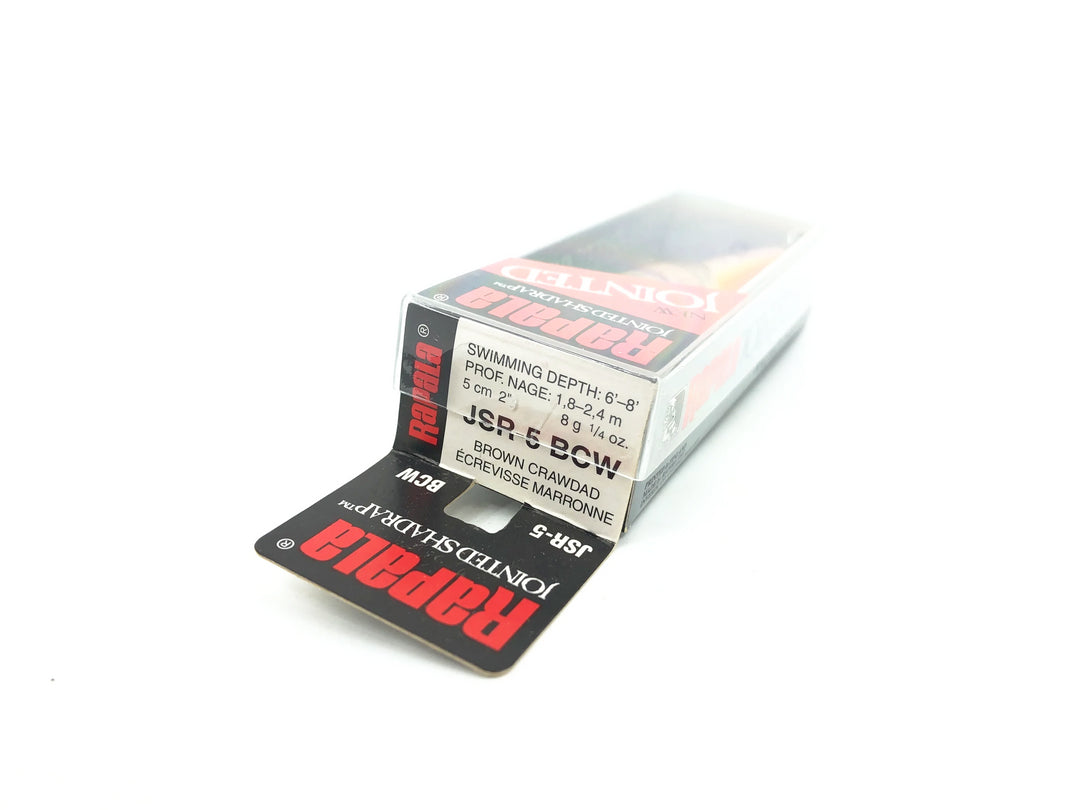 NEW
JOINTED
JOINTED SHAD RAP™
RAPALA®
RAPALA®
SWIMMING DEPTH: 6'–8'
PROF. NAGE: 1,8–2,4 m
5 cm 2" 8 g 1/4 oz.
JSR-5 BCW
BROWN CRAWDAD
ÉCREVISSE MARRONNE
BCW JSR-5
JOINTED SHAD RAP™
RAPALA®